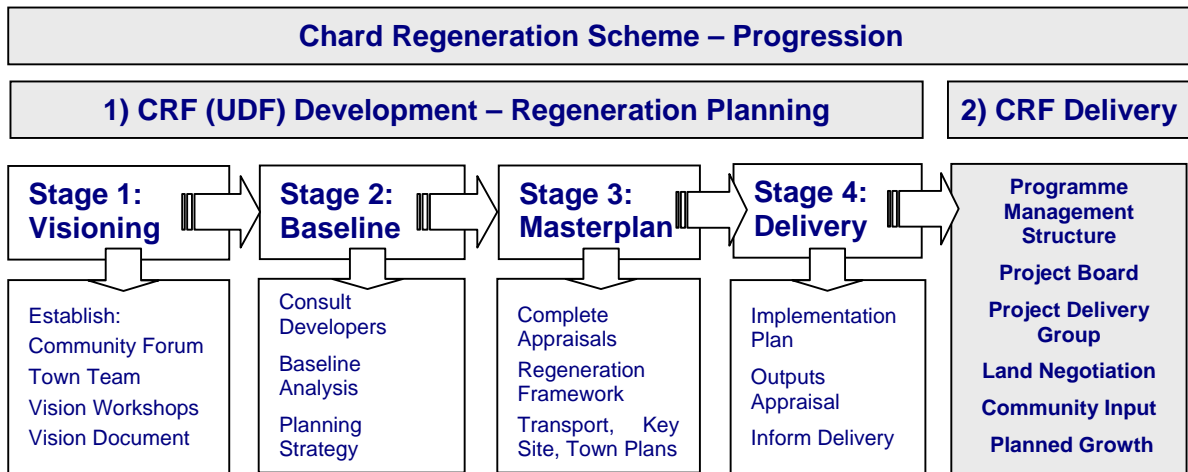 Chard Regeneration Scheme – Progression
1) CRF (UDF) Development – Regeneration Planning
2) CRF Delivery
Stage 1:
Visioning
Stage 2:
Baseline
Stage 3:
Masterplan
Stage 4:
Delivery
Establish:
Community Forum
Town Team
Vision Workshops
Vision Document
Consult
Developers
Baseline
Analysis
Planning
Strategy
Complete
Appraisals
Regeneration
Framework
Transport, Key
Site, Town Plans
Implementation
Plan
Outputs
Appraisal
Inform Delivery
Programme
Management
Structure
Project Board
Project Delivery
Group
Land Negotiation
Community Input
Planned Growth